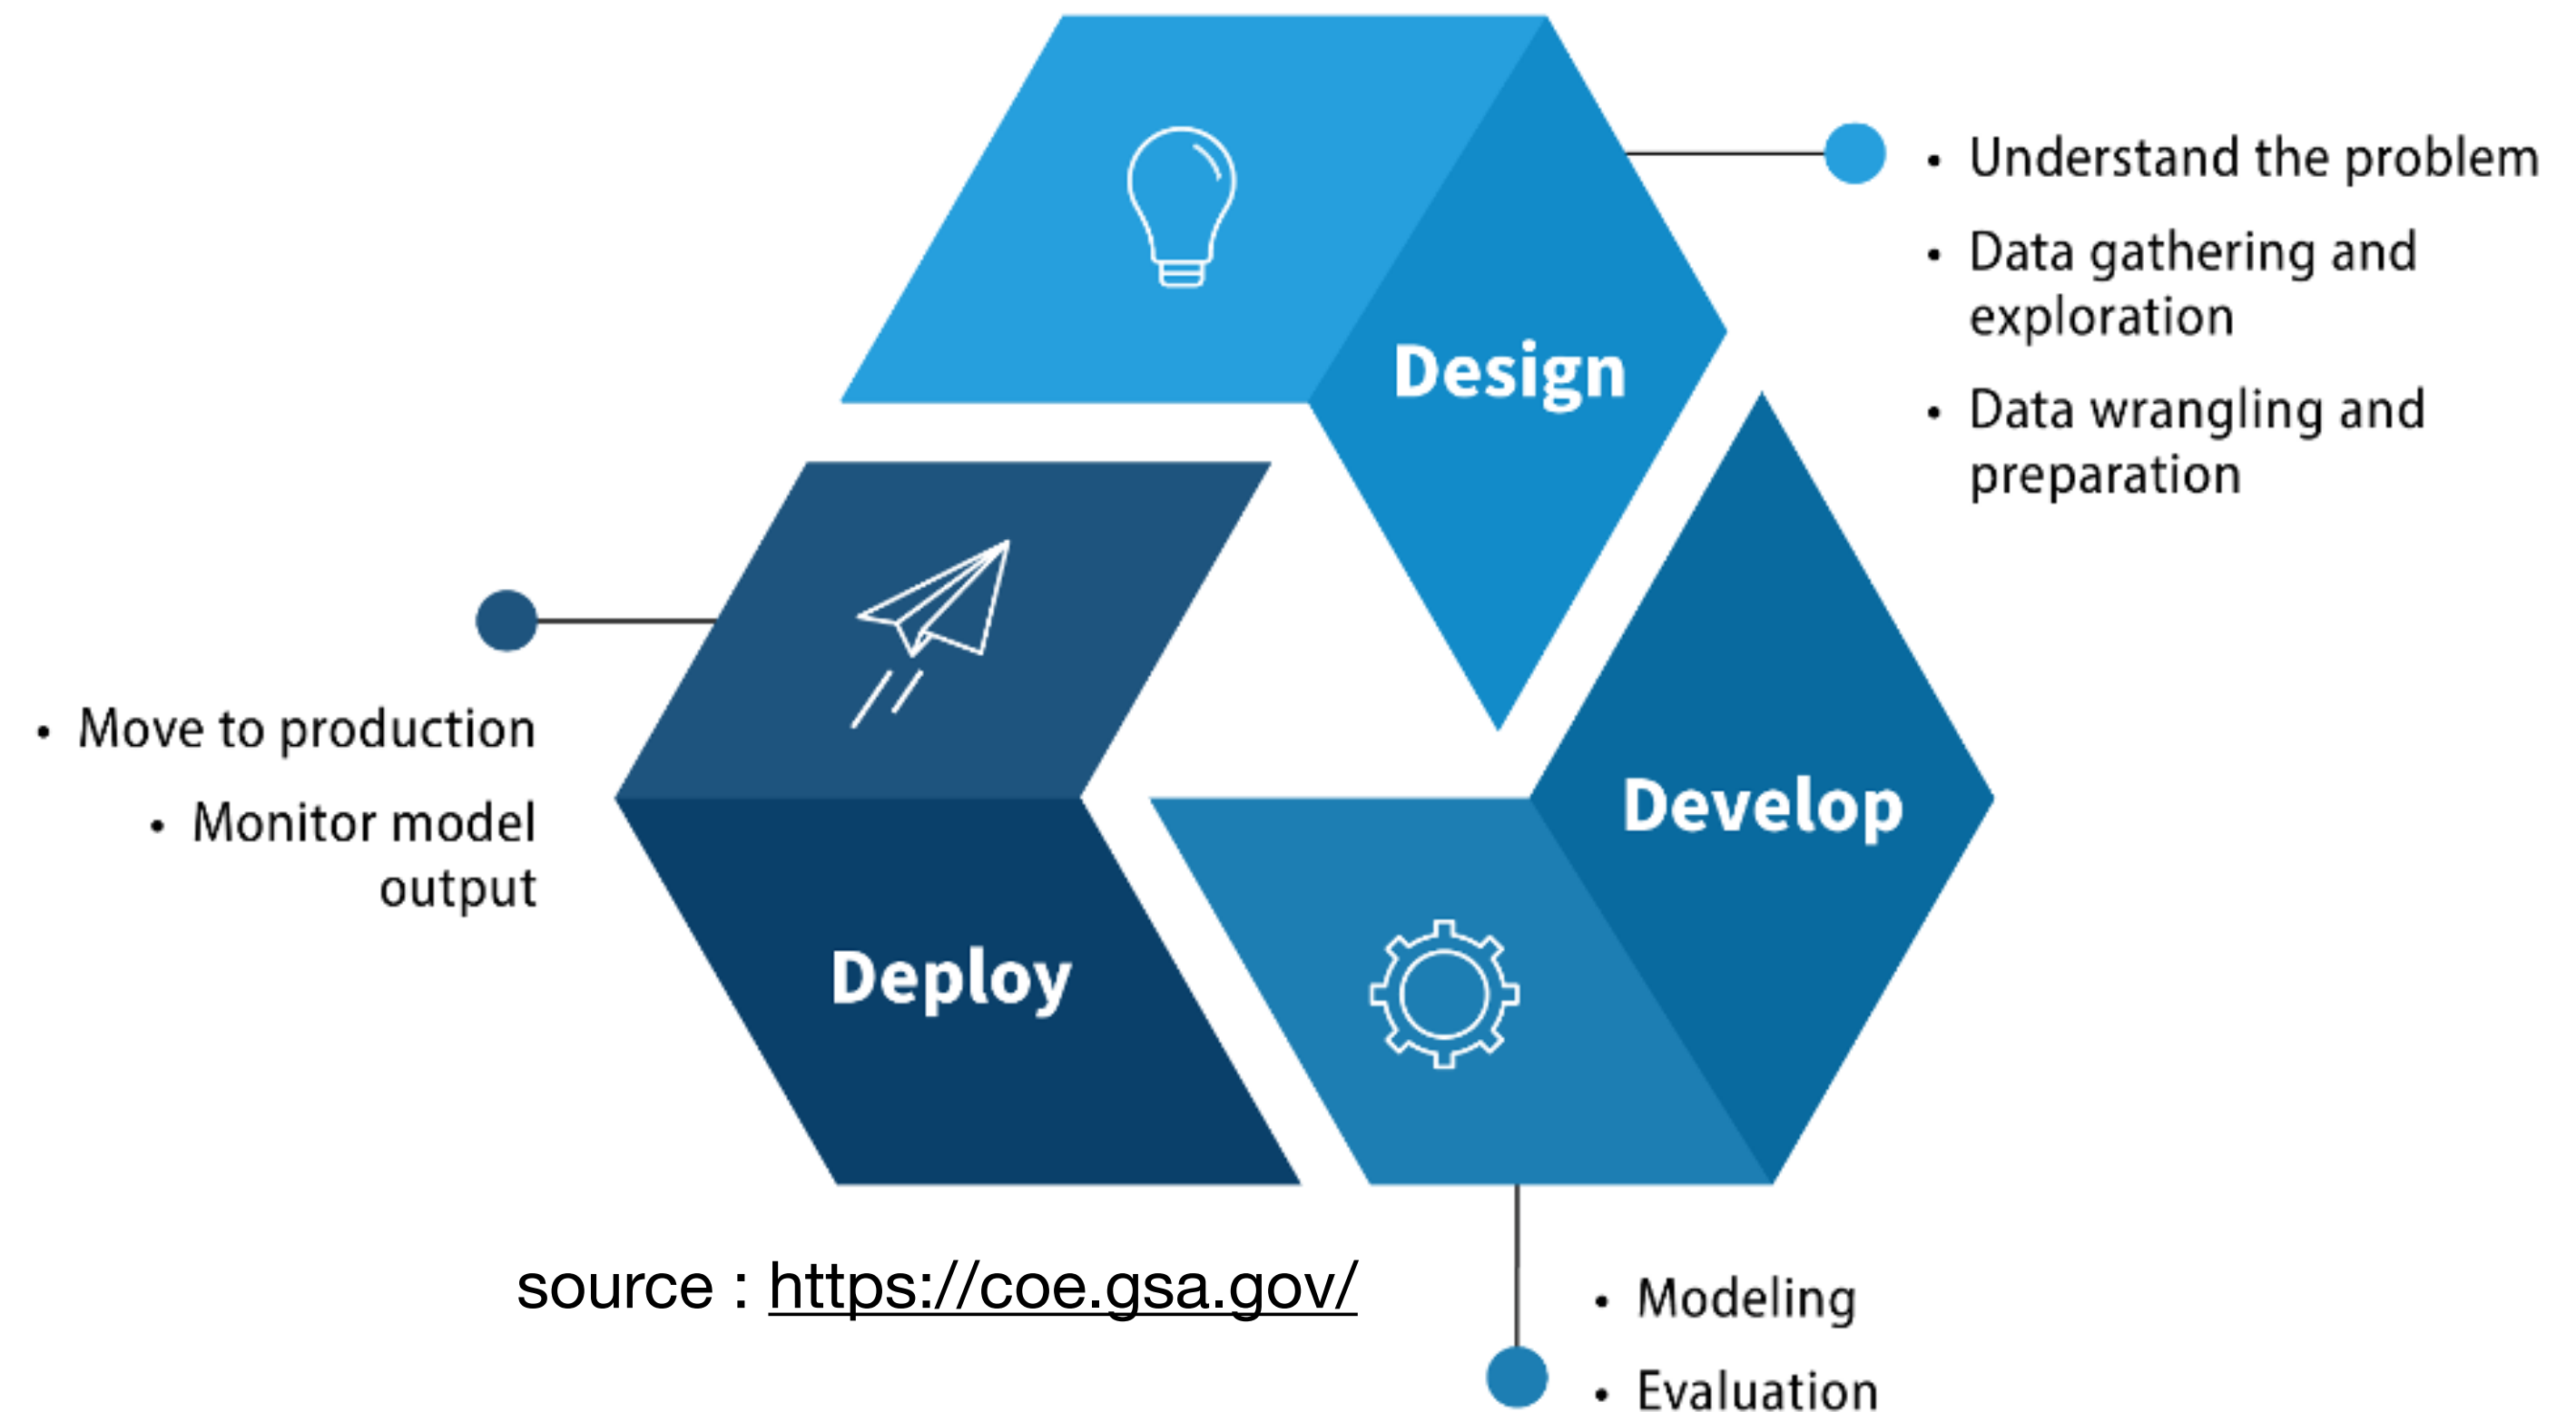 Design
• Understand the problem
• Data gathering and
exploration
• Data wrangling and
preparation
Develop
• Modeling
• Evaluation
Deploy
• Move to production
• Monitor model
output
source : https://coe.gsa.gov/